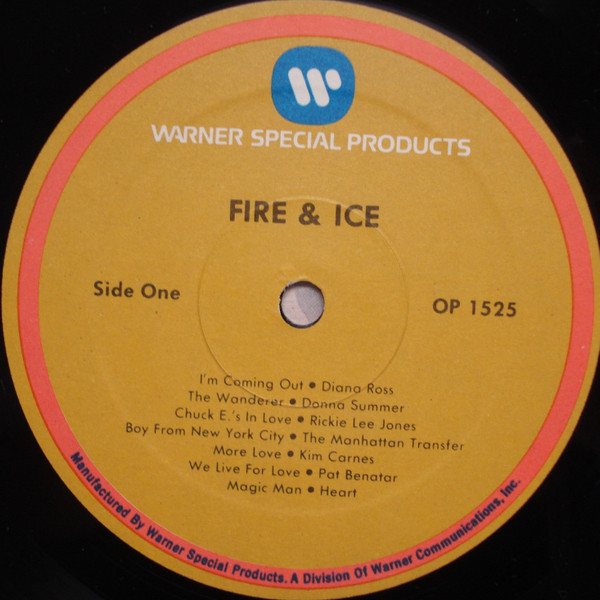 WARNER SPECIAL PRODUCTS
FIRE & ICE
Side One
OP 1525
I'm Coming Out • Diana Ross
The Wanderer • Donna Summer
Chuck E.'s In Love • Rickie Lee Jones
Boy From New York City • The Manhattan Transfer
More Love • Kim Carnes
We Live For Love • Pat Benatar
Magic Man • Heart
Manufactured By Warner Special Products. A Division Of Warner Communications, Inc.